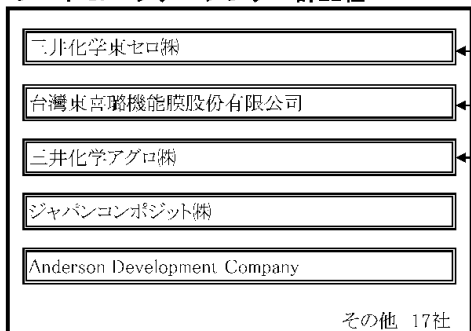 三井化学東セロ㈱
台灣東喜璐機能膜股份有限公司
三井化学アグロ㈱
ジャパンコンポジット㈱
Anderson Development Company
その他 17社